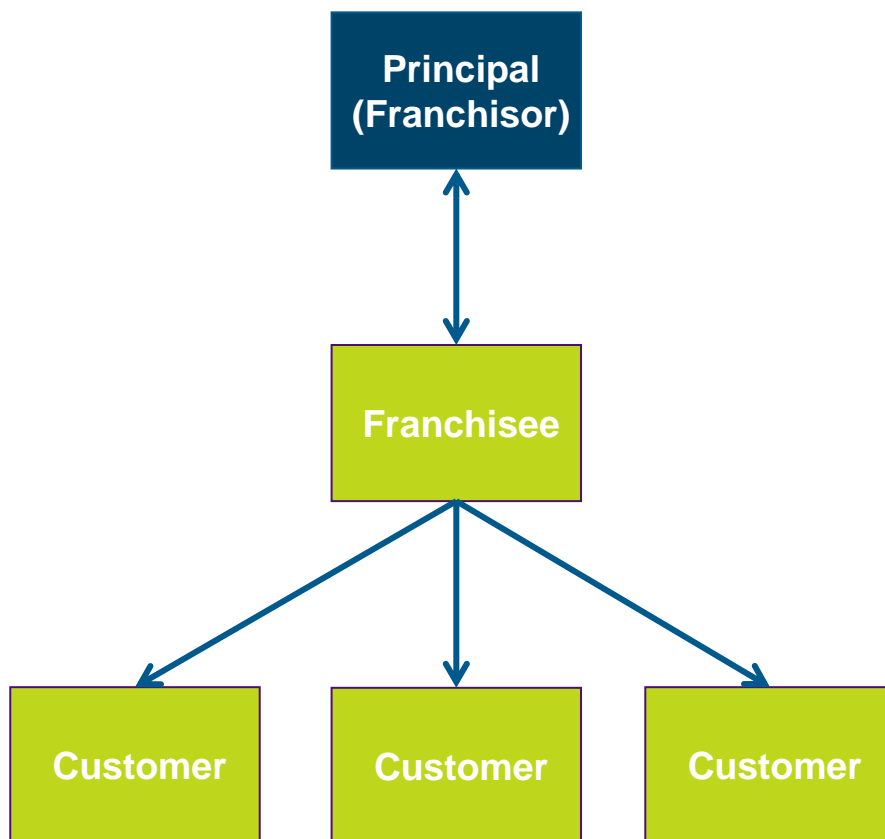 Principal
(Franchisor)
Franchisee
Customer
Customer
Customer